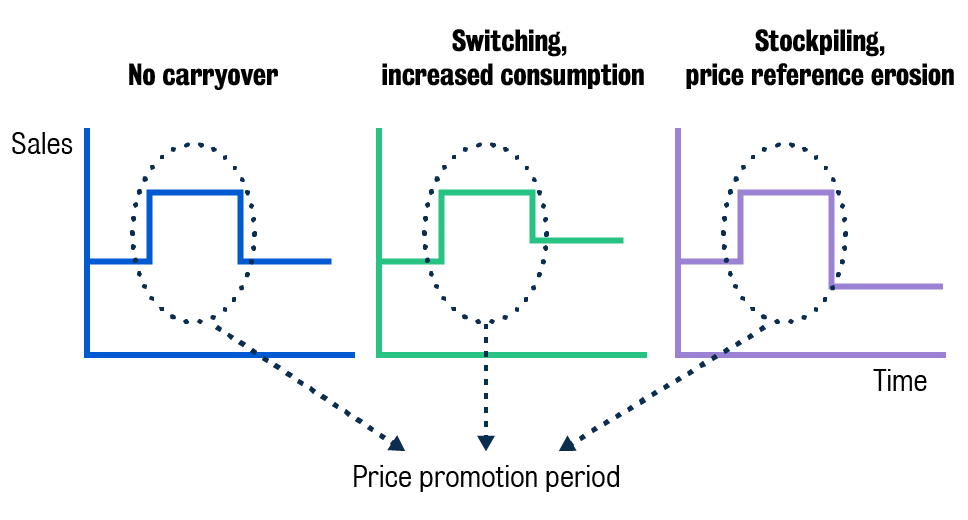 No carryover
Switching,
increased consumption
Stockpiling,
price reference erosion
Sales
Time
Price promotion period